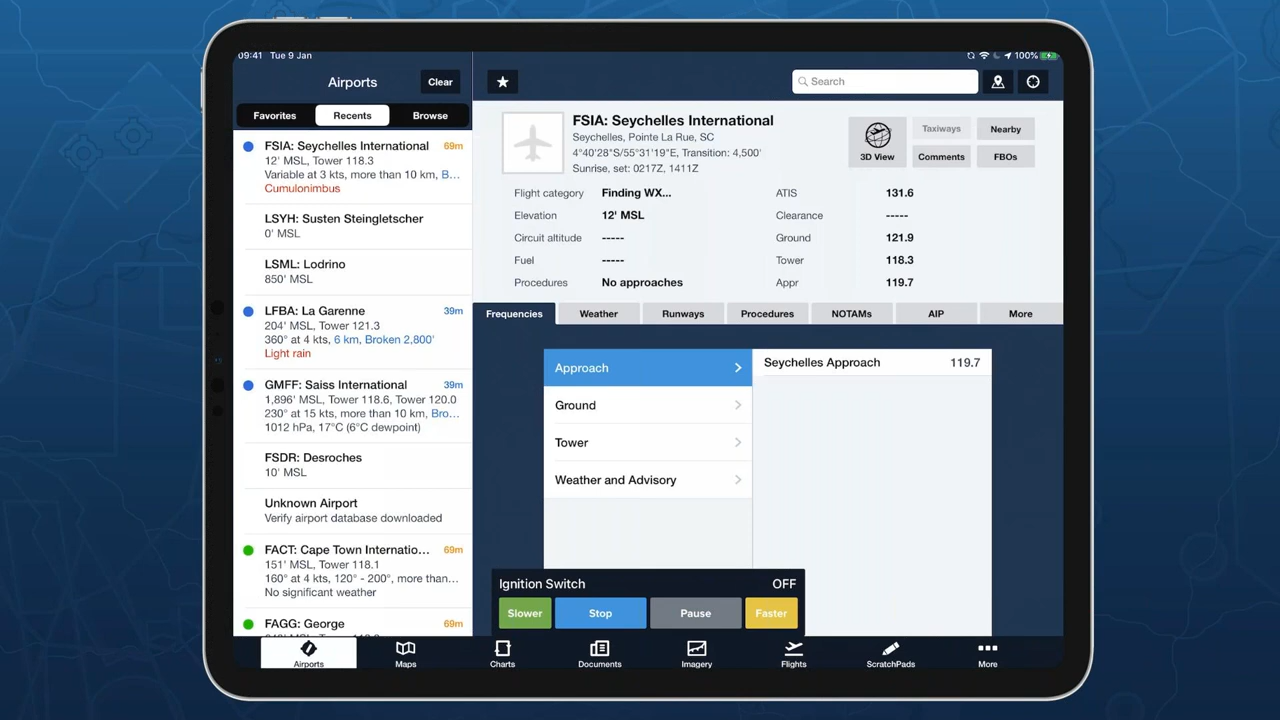 09:41 Tue 9 Jan
100%
Airports
Clear
Favorites
Recents
Browse
FSIA: Seychelles International 69m
12' MSL, Tower 118.3
Variable at 3 kts, more than 10 km, B...
Cumulonimbus
LSYH: Susten Steingletscher
0' MSL
LSML: Lodrino
850' MSL
LFBA: La Garenne 39m
204' MSL, Tower 121.3
360° at 4 kts, 6 km, Broken 2,800'
Light rain
GMFF: Saiss International 39m
1,896' MSL, Tower 118.6, Tower 120.0
230° at 15 kts, more than 10 km, Bro...
1012 hPa, 17°C (6°C dewpoint)
FSDR: Desroches
10' MSL
Unknown Airport
Verify airport database downloaded
FACT: Cape Town Internatio... 69m
151' MSL, Tower 118.1
160° at 4 kts, 120° - 200°, more than...
No significant weather
FAGG: George 69m
Search
FSIA: Seychelles International
Seychelles, Pointe La Rue, SC
4°40'28"S/55°31'19"E, Transition: 4,500'
Sunrise, set: 0217Z, 1411Z
3D View
Taxiways
Nearby
Comments
FBOs
Flight category Finding WX...
Elevation 12' MSL
Circuit altitude -----
Fuel -----
Procedures No approaches
ATIS 131.6
Clearance -----
Ground 121.9
Tower 118.3
Appr 119.7
Frequencies
Weather
Runways
Procedures
NOTAMs
AIP
More
Approach
Ground
Tower
Weather and Advisory
Seychelles Approach 119.7
Ignition Switch OFF
Slower
Stop
Pause
Faster
Airports
Maps
Charts
Documents
Imagery
Flights
ScratchPads
More